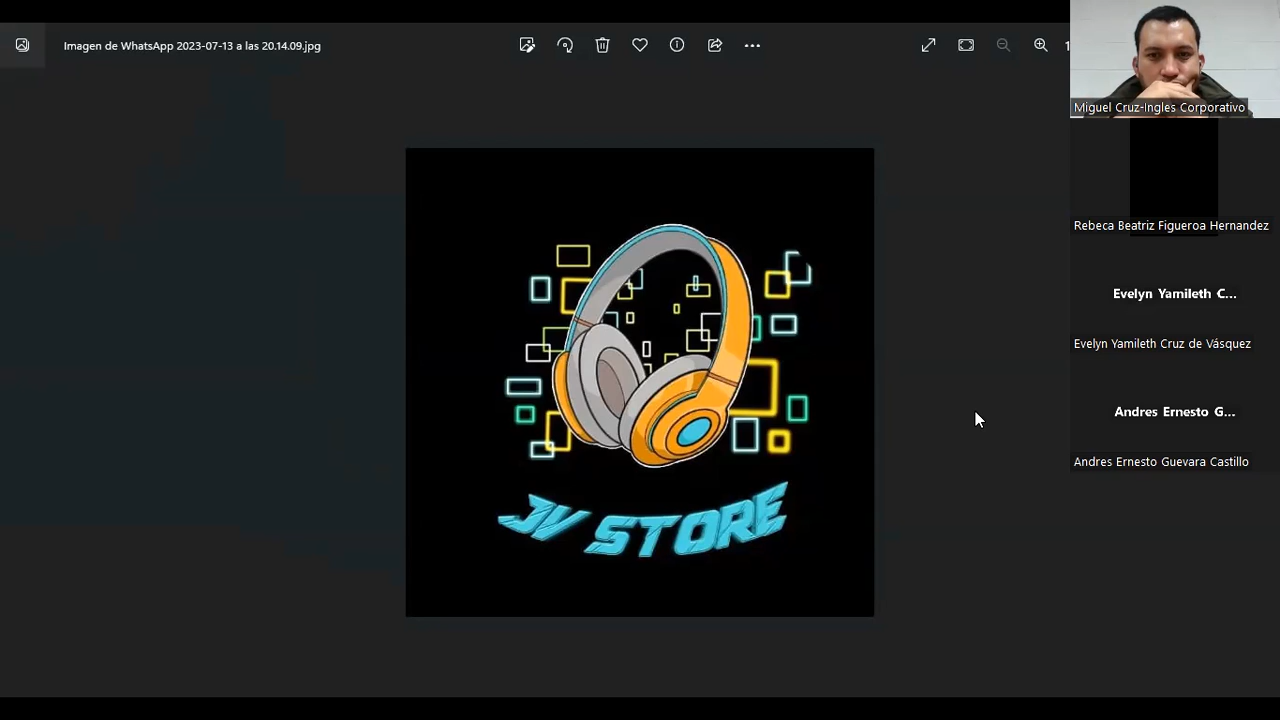 Imagen de WhatsApp 2023-07-13 a las 20.14.09.jpg
1
Miguel Cruz-Ingles Corporativo
Rebeca Beatriz Figueroa Hernandez
Evelyn Yamileth C...
Evelyn Yamileth Cruz de Vásquez
Andres Ernesto G...
Andres Ernesto Guevara Castillo
JV STORE